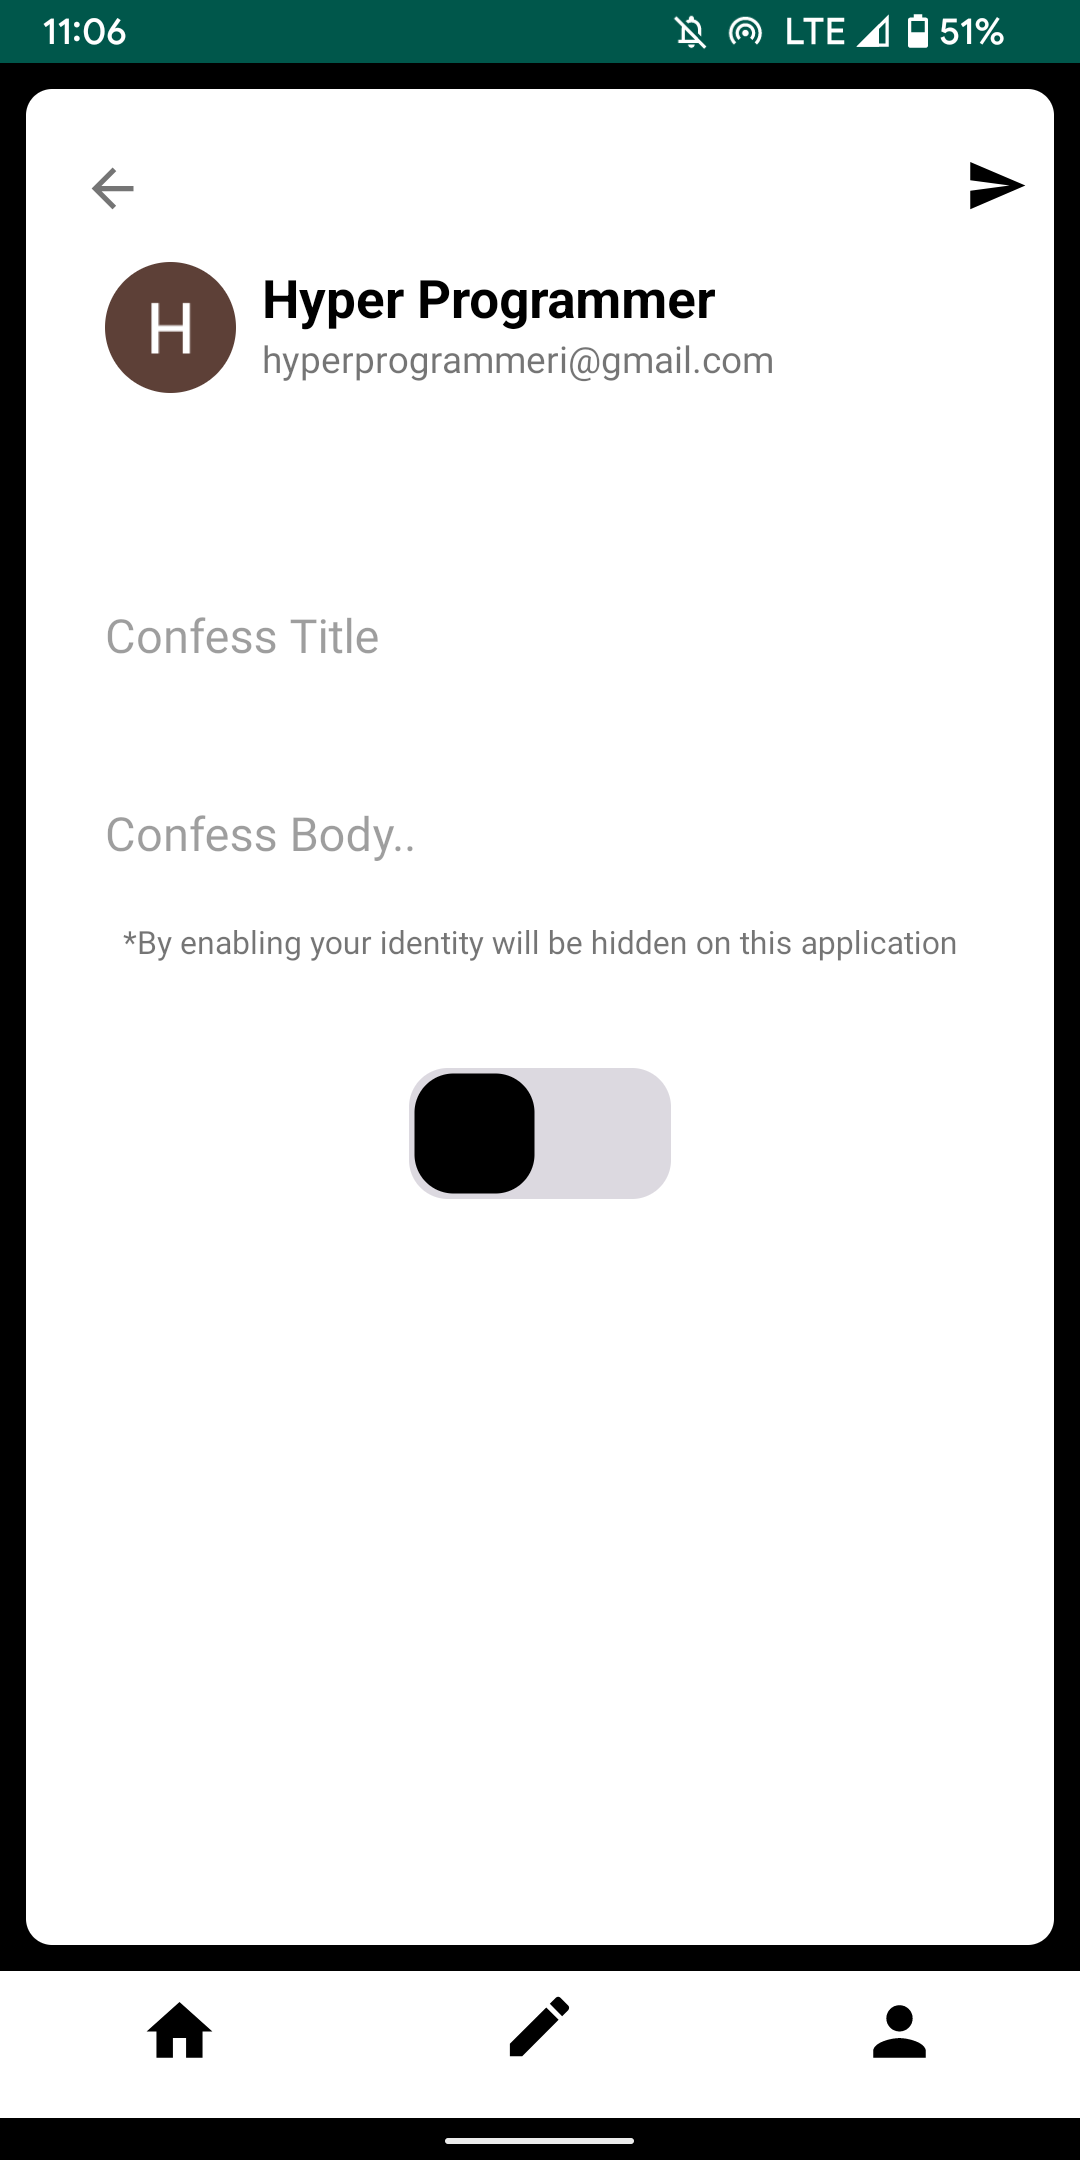 11:06 LTE 51%
H
Hyper Programmer
hyperprogrammeri@gmail.com
Confess Title
Confess Body..
*By enabling your identity will be hidden on this application